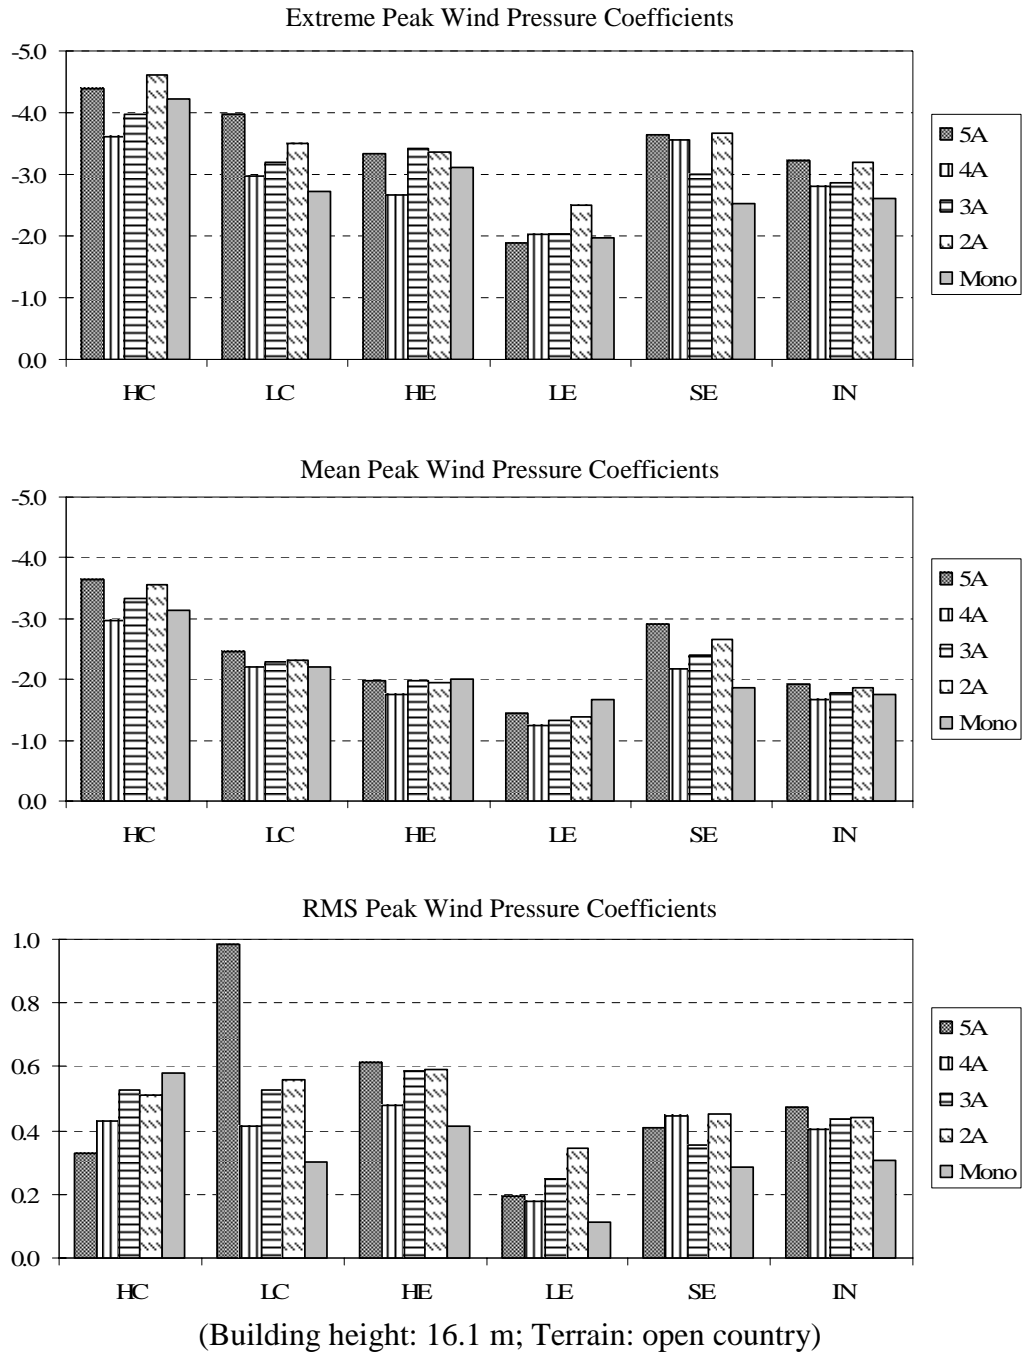 Extreme Peak Wind Pressure Coefficients
-5.0
-4.0
-3.0
-2.0
-1.0
0.0
HC LC HE LE SE IN
5A
4A
3A
2A
Mono
Mean Peak Wind Pressure Coefficients
-5.0
-4.0
-3.0
-2.0
-1.0
0.0
HC LC HE LE SE IN
5A
4A
3A
2A
Mono
RMS Peak Wind Pressure Coefficients
1.0
0.8
0.6
0.4
0.2
0.0
HC LC HE LE SE IN
5A
4A
3A
2A
Mono
(Building height: 16.1 m; Terrain: open country)